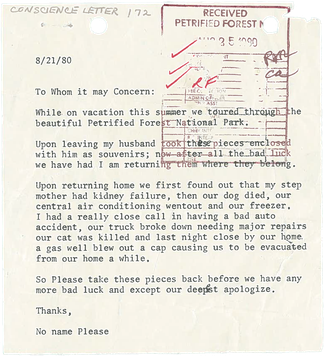 CONSCIENCE LETTER 172
RECEIVED
PETRIFIED FOREST N
8/21/80
To Whom it may Concern:
RF
While on vacation this summer we toured through the
beautiful Petrified Forest National Park.
Upon leaving my husband took these pieces enclosed
with him as souvenirs; now after all the bad luck
we have had I am returning them where they belong.
Upon returning home we first found out that my step
mother had kidney failure, then our dog died, our
central air conditioning wentout and our freezer.
I had a really close call in having a bad auto
accident, our truck broke down needing major repairs
our cat was killed and last night close by our home
a gas well blew out a cap causing us to be evacuated
from our home a while.
So Please take these pieces back before we have any
more bad luck and except our deepst apologize.
Thanks,
No name Please